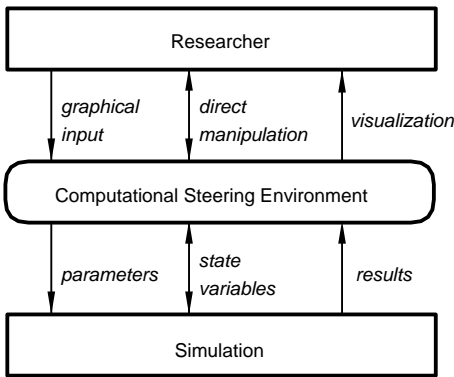 Researcher
graphical
input
direct
manipulation
visualization
Computational Steering Environment
parameters
state
variables
results
Simulation